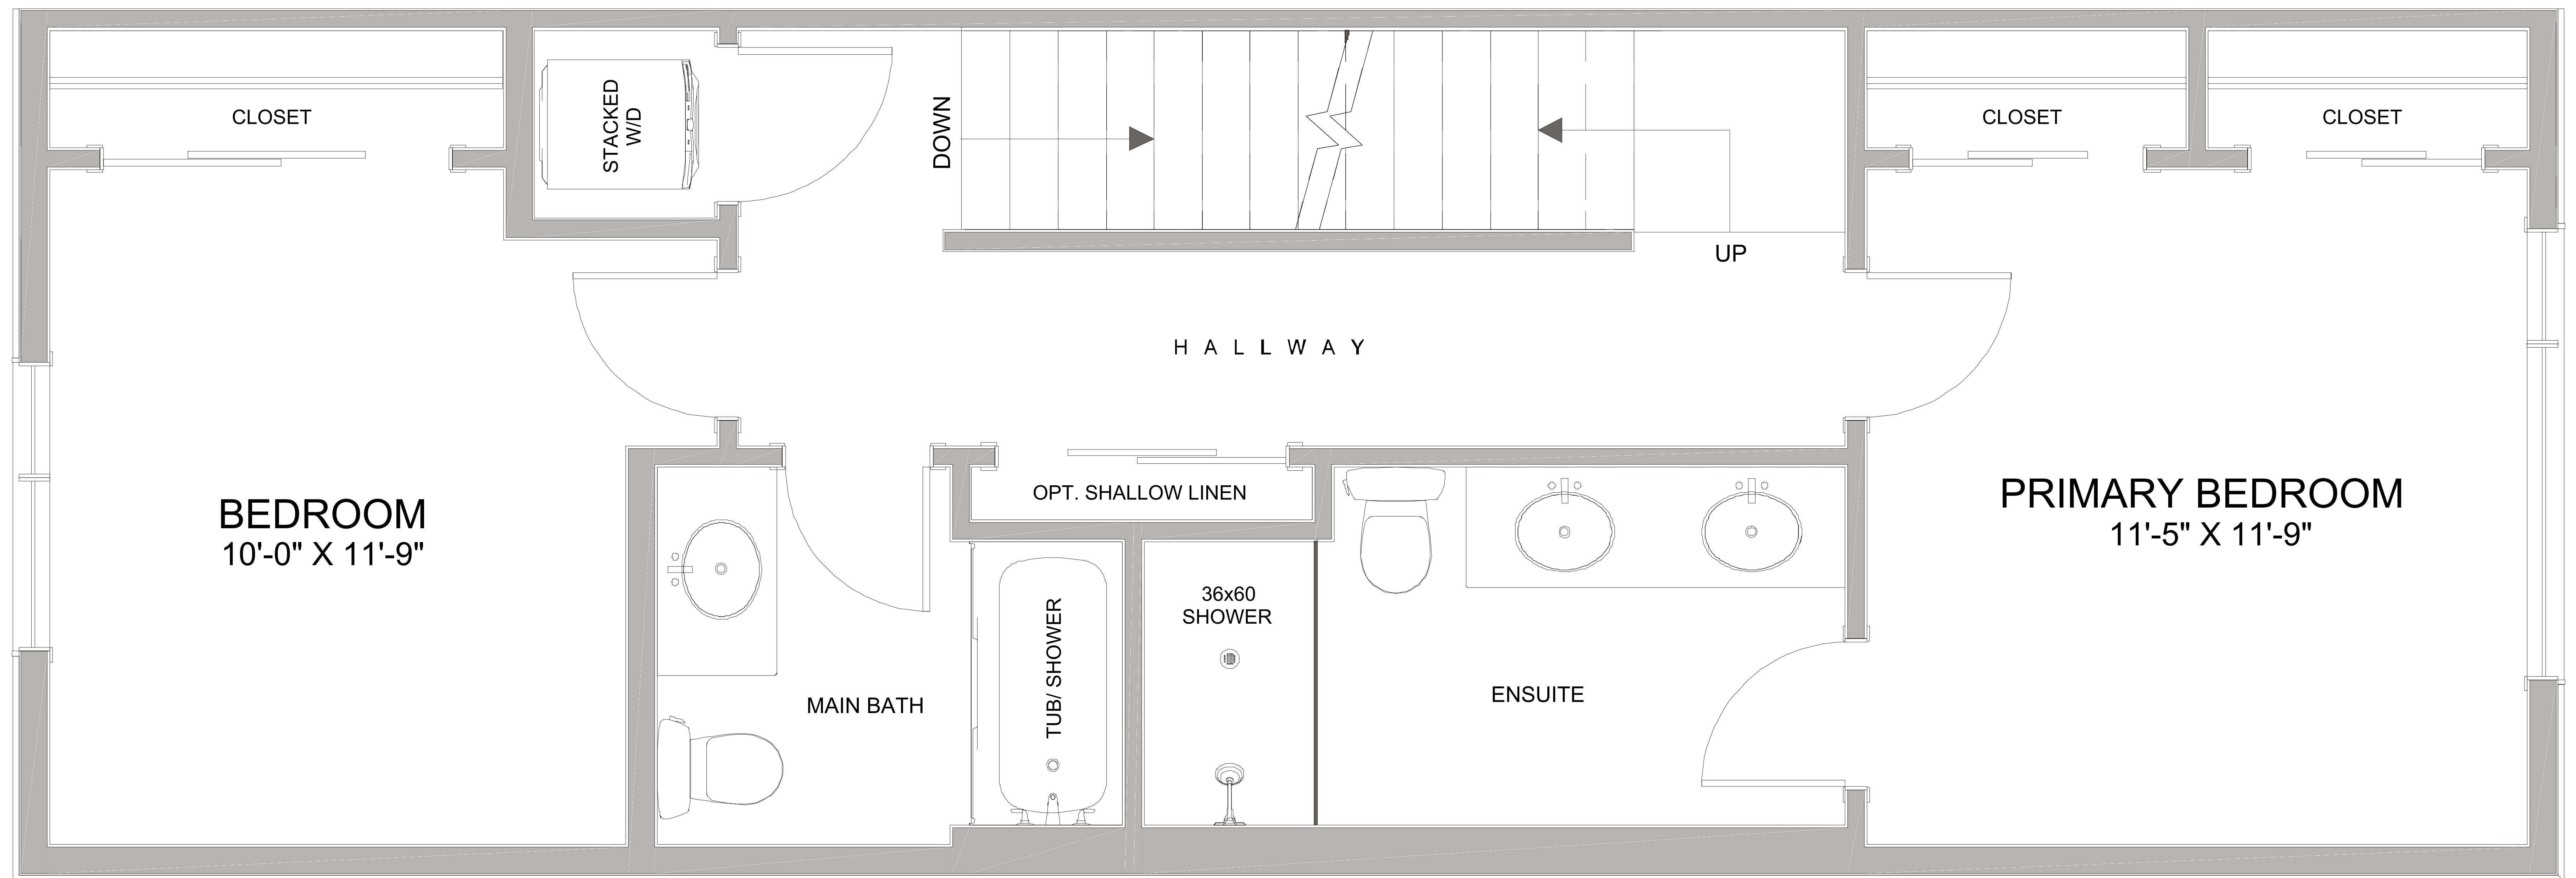 CLOSET
STACKED
W/D
DOWN
UP
CLOSET
CLOSET
HALLWAY
BEDROOM
10'-0" X 11'-9"
OPT. SHALLOW LINEN
PRIMARY BEDROOM
11'-5" X 11'-9"
MAIN BATH
TUB/ SHOWER
36x60
SHOWER
ENSUITE